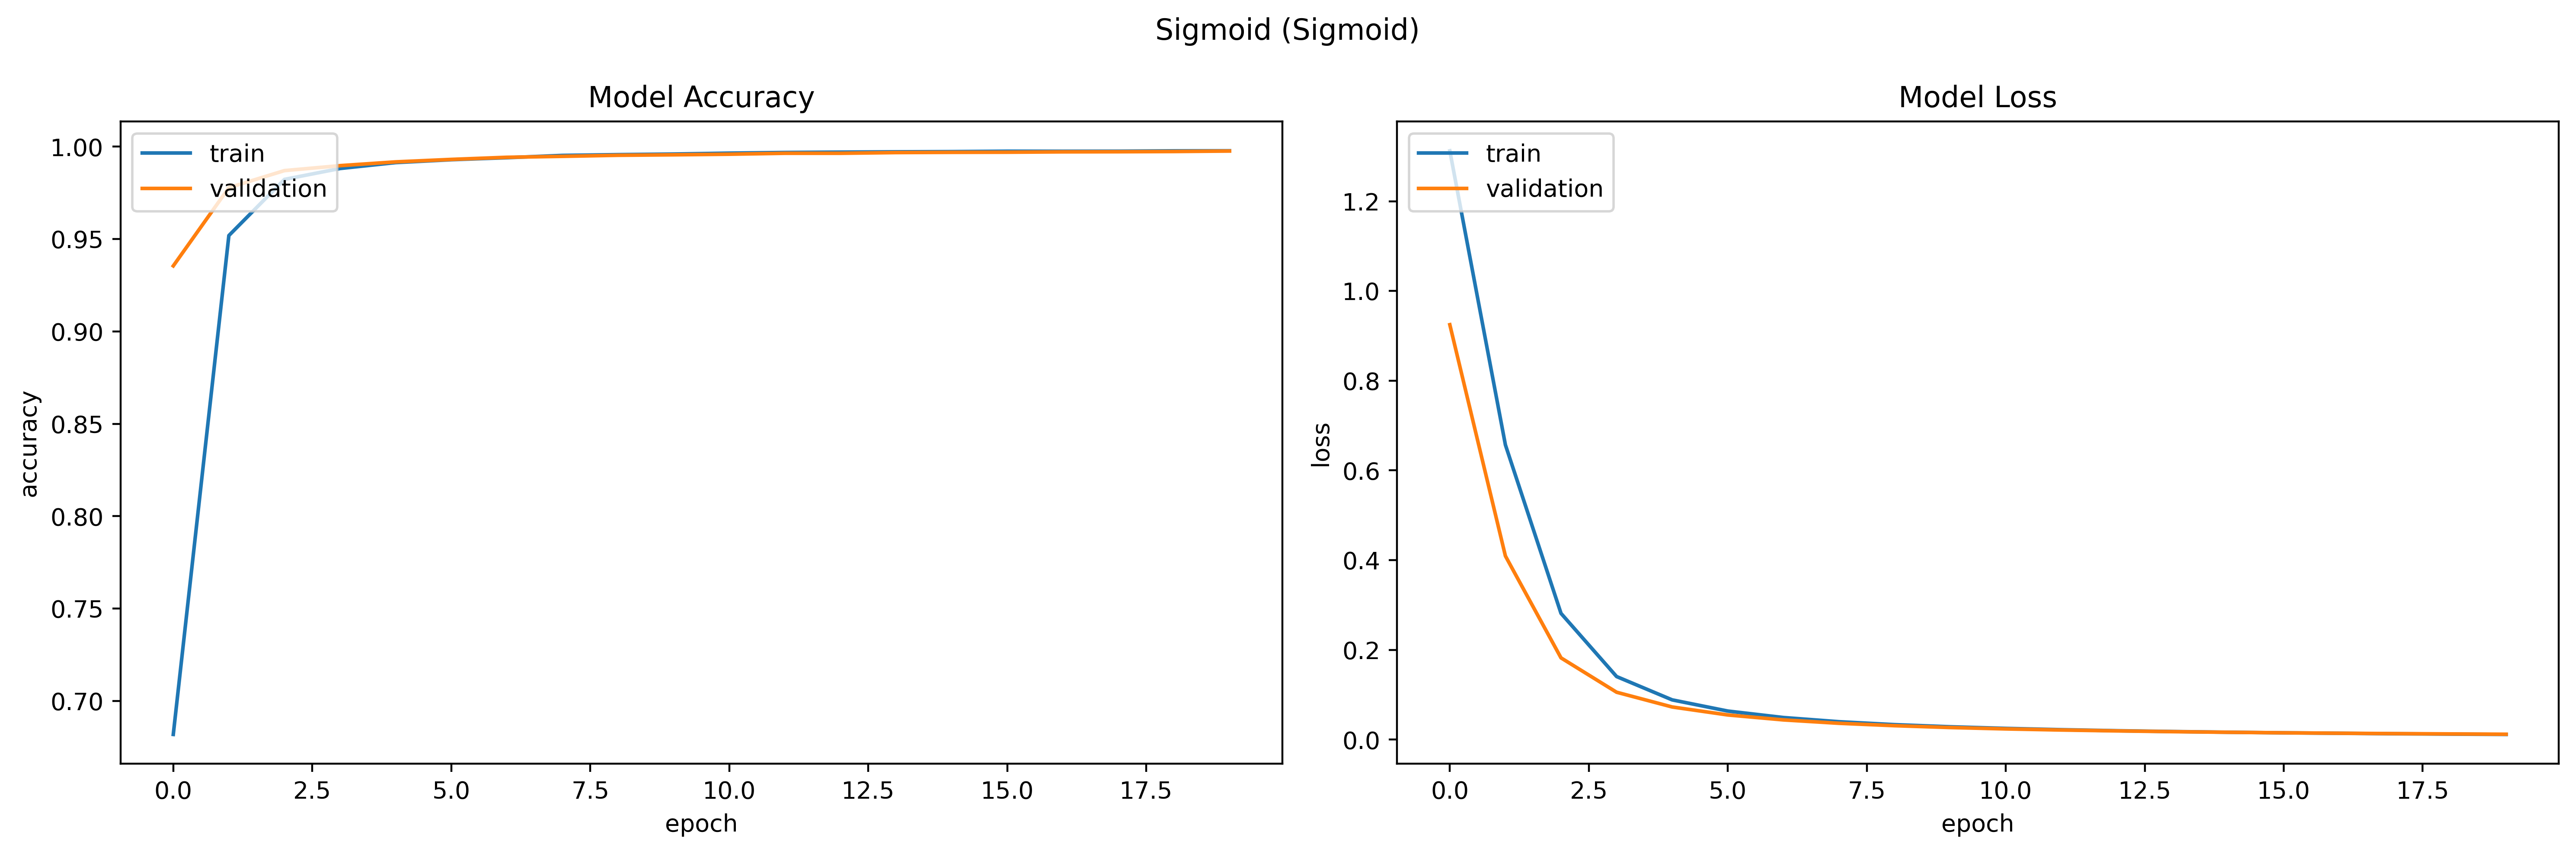 Sigmoid (Sigmoid)
Model Accuracy
train
validation
1.00
0.95
0.90
0.85
0.80
0.75
0.70
accuracy
0.0 2.5 5.0 7.5 10.0 12.5 15.0 17.5
epoch
Model Loss
train
validation
1.2
1.0
0.8
0.6
0.4
0.2
0.0
loss
0.0 2.5 5.0 7.5 10.0 12.5 15.0 17.5
epoch